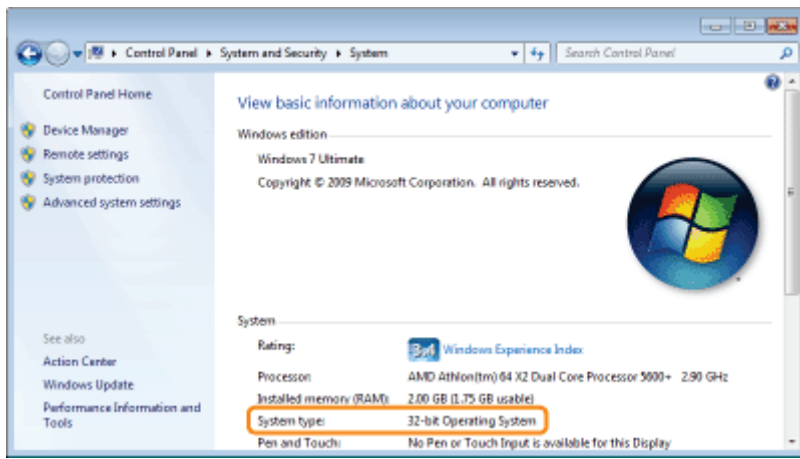 Control Panel ▸ System and Security ▸ System
Search Control Panel
Control Panel Home
Device Manager
Remote settings
System protection
Advanced system settings
See also
Action Center
Windows Update
Performance Information and
Tools
View basic information about your computer
Windows edition
Windows 7 Ultimate
Copyright © 2009 Microsoft Corporation. All rights reserved.
System
Rating:
Windows Experience Index
Processor: AMD Athlon(tm) 64 X2 Dual Core Processor 5600+ 2.90 GHz
Installed memory (RAM): 2.00 GB (1.75 GB usable)
System type: 32-bit Operating System
Pen and Touch: No Pen or Touch Input is available for this Display